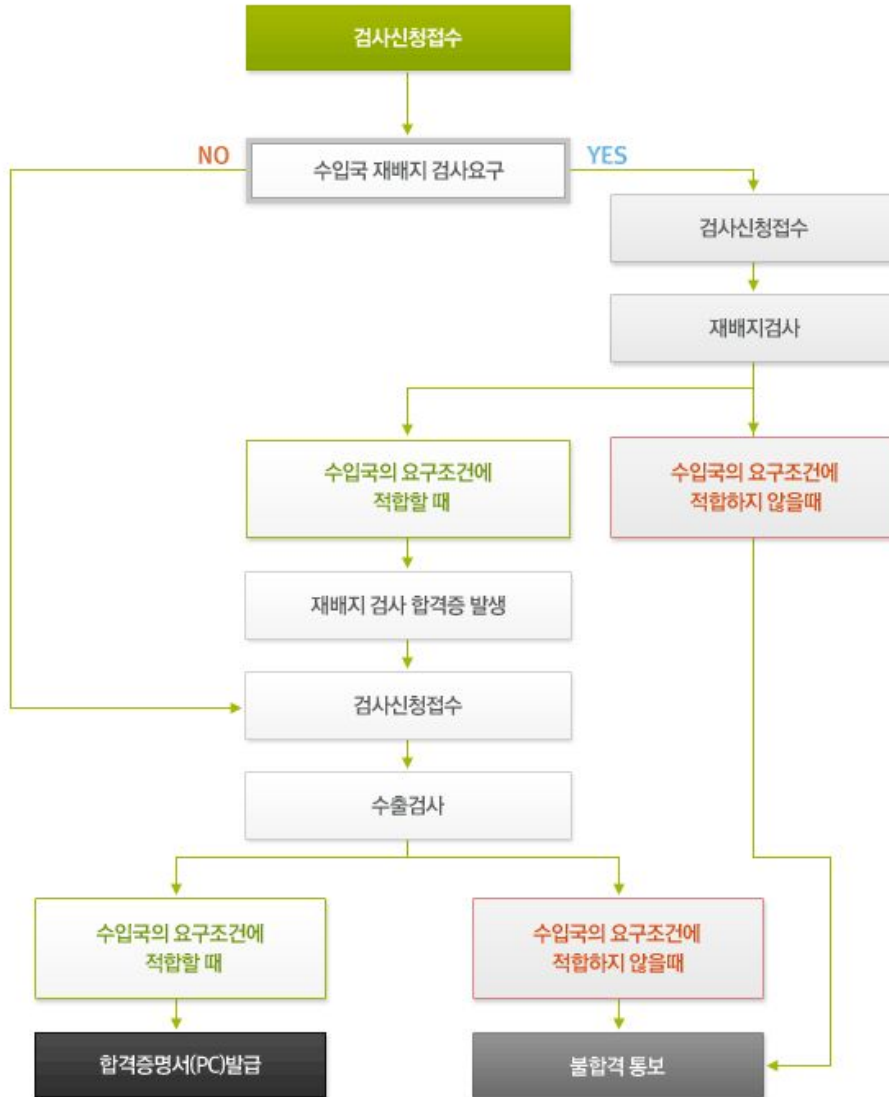 검사신청접수
NO
수입국 재배지 검사요구
YES
검사신청접수
재배지검사
수입국의 요구조건에
적합할 때
수입국의 요구조건에
적합하지 않을때
재배지 검사 합격증 발생
검사신청접수
수출검사
수입국의 요구조건에
적합할 때
수입국의 요구조건에
적합하지 않을때
합격증명서(PC)발급
불합격 통보